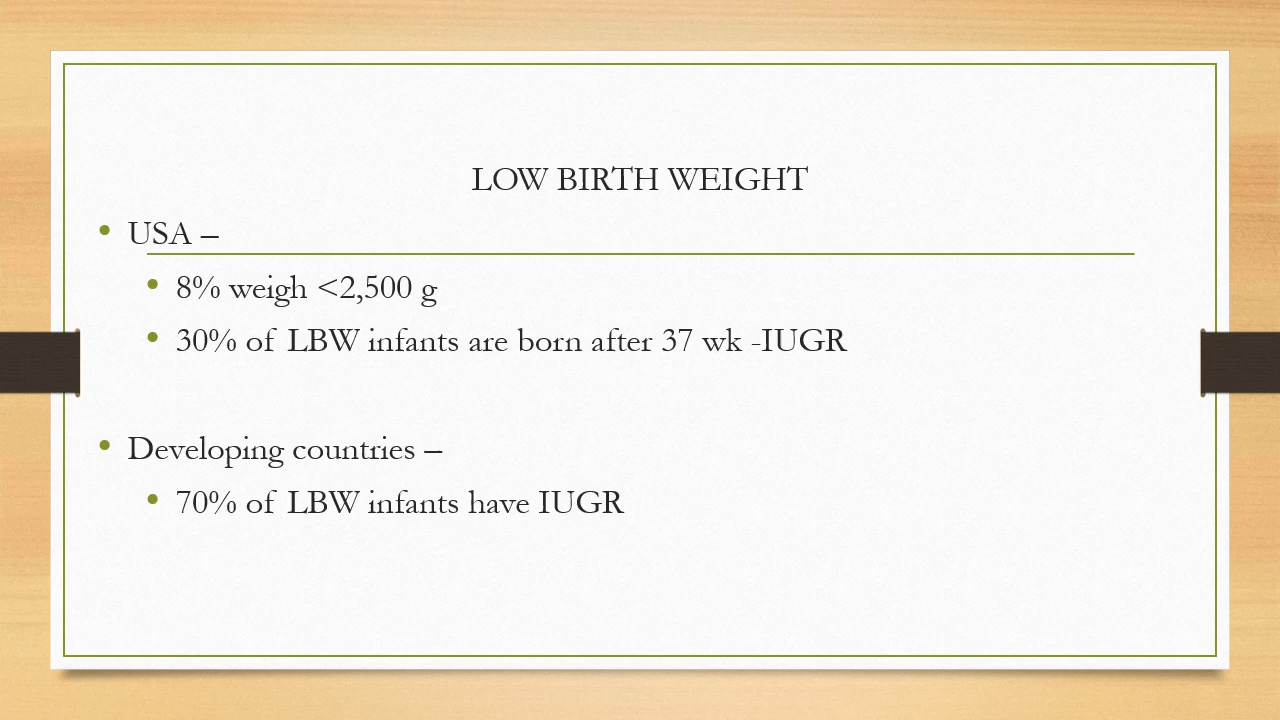 LOW BIRTH WEIGHT
• USA –
• 8% weigh <2,500 g
• 30% of LBW infants are born after 37 wk -IUGR
• Developing countries –
• 70% of LBW infants have IUGR